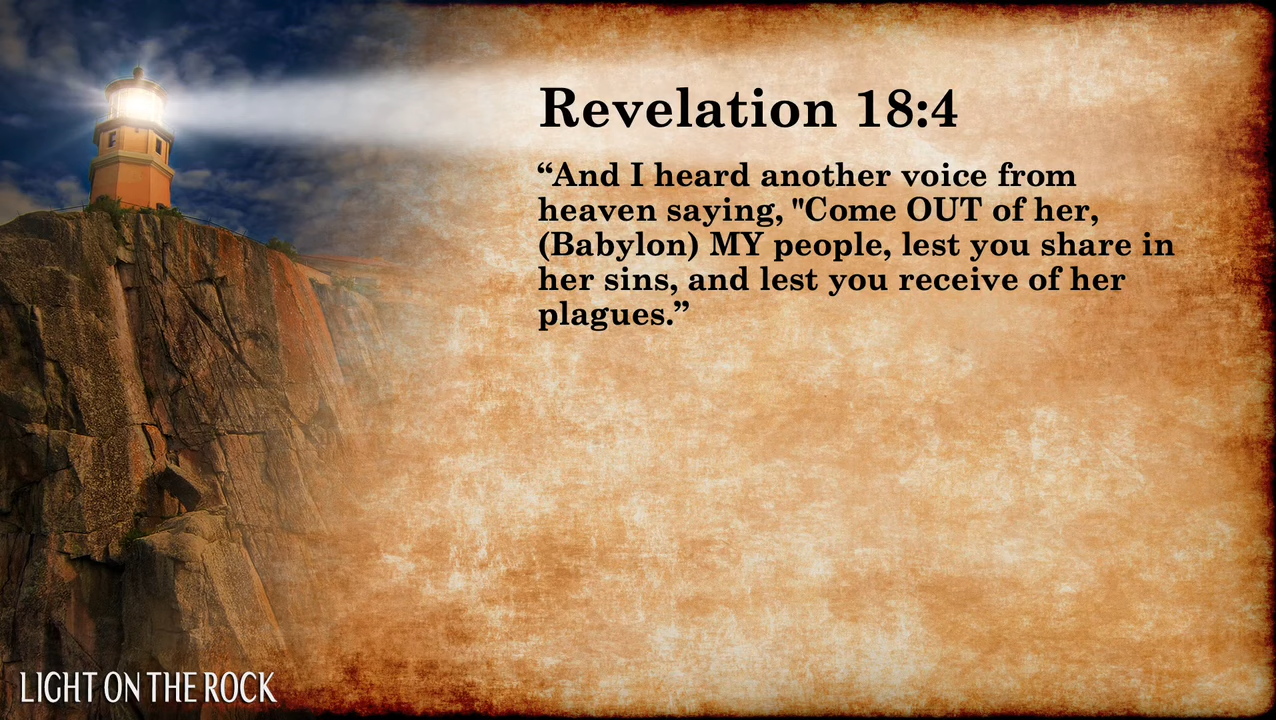 Revelation 18:4
“And I heard another voice from
heaven saying, "Come OUT of her,
(Babylon) MY people, lest you share in
her sins, and lest you receive of her
plagues.”
LIGHT ON THE ROCK